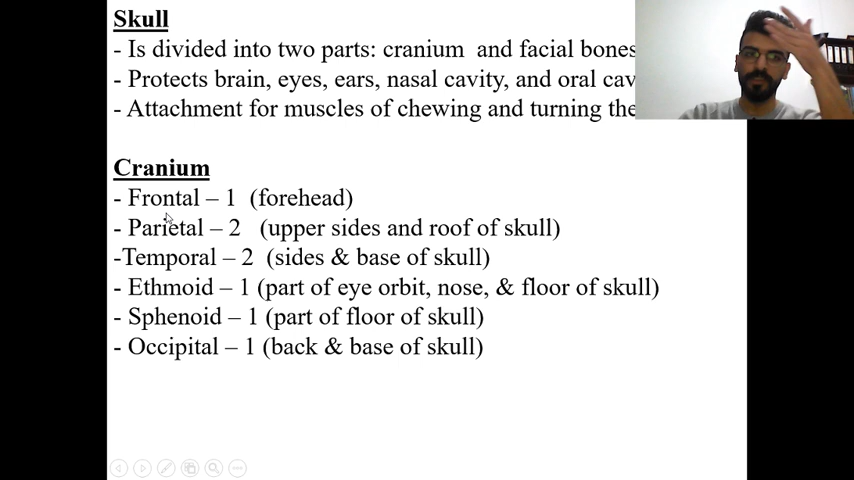 Skull
- Is divided into two parts: cranium and facial bones
- Protects brain, eyes, ears, nasal cavity, and oral cav
- Attachment for muscles of chewing and turning the
Cranium
- Frontal – 1 (forehead)
- Parietal – 2 (upper sides and roof of skull)
-Temporal – 2 (sides & base of skull)
- Ethmoid – 1 (part of eye orbit, nose, & floor of skull)
- Sphenoid – 1 (part of floor of skull)
- Occipital – 1 (back & base of skull)